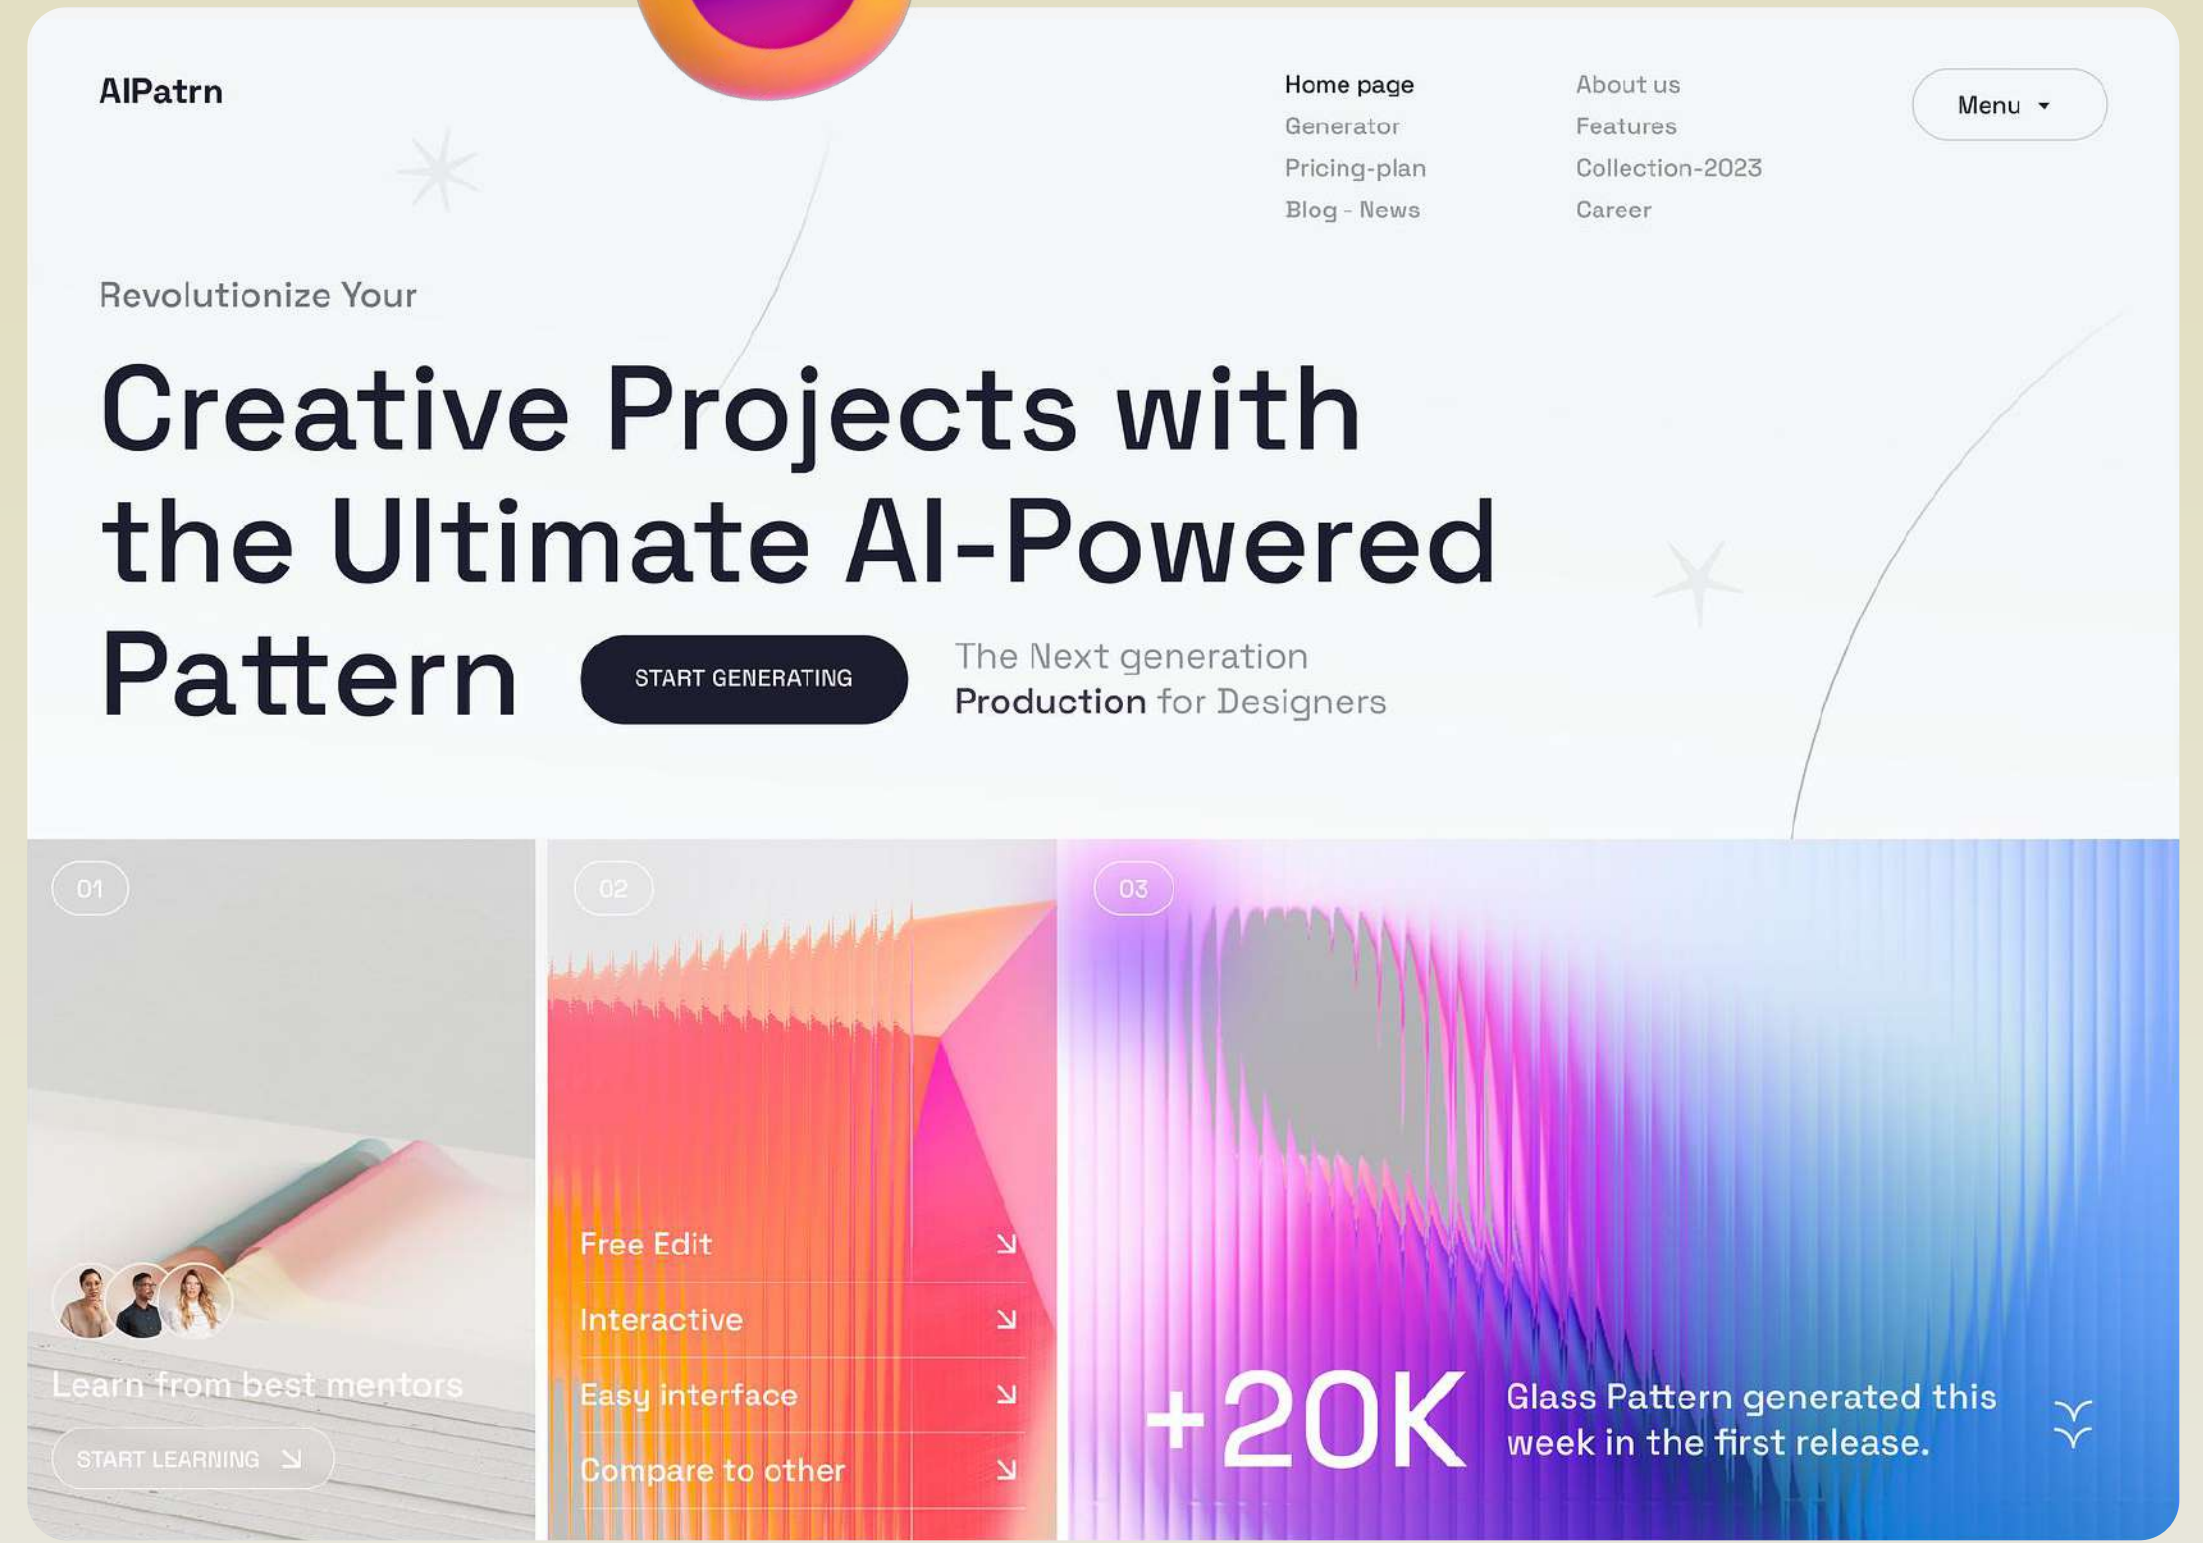 AIPatrn
Home page
Generator
Pricing-plan
Blog - News
About us
Features
Collection-2023
Career
Menu
Revolutionize Your
Creative Projects with
the Ultimate AI-Powered
Pattern
START GENERATING
The Next generation
Production for Designers
01
Learn from best mentors
START LEARNING
02
Free Edit
Interactive
Easy interface
Compare to other
03
+20K
Glass Pattern generated this
week in the first release.